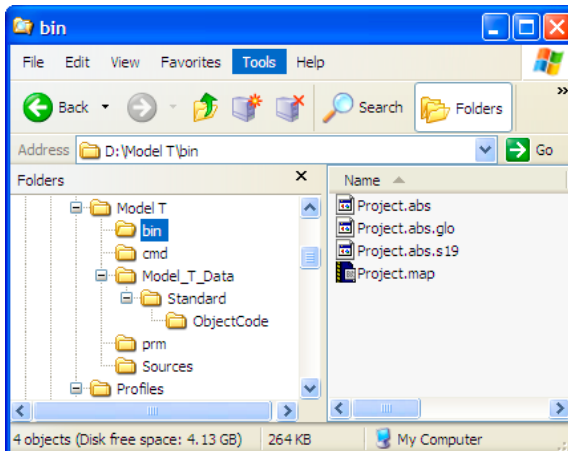 bin
File Edit View Favorites Tools Help
Back Search Folders »
Address D:\Model T\bin Go
Folders x Name
Model T
bin
cmd
Model_T_Data
Standard
ObjectCode
prm
Sources
Profiles
Project.abs
Project.abs.glo
Project.abs.s19
Project.map
4 objects (Disk free space: 4.13 GB) 264 KB My Computer